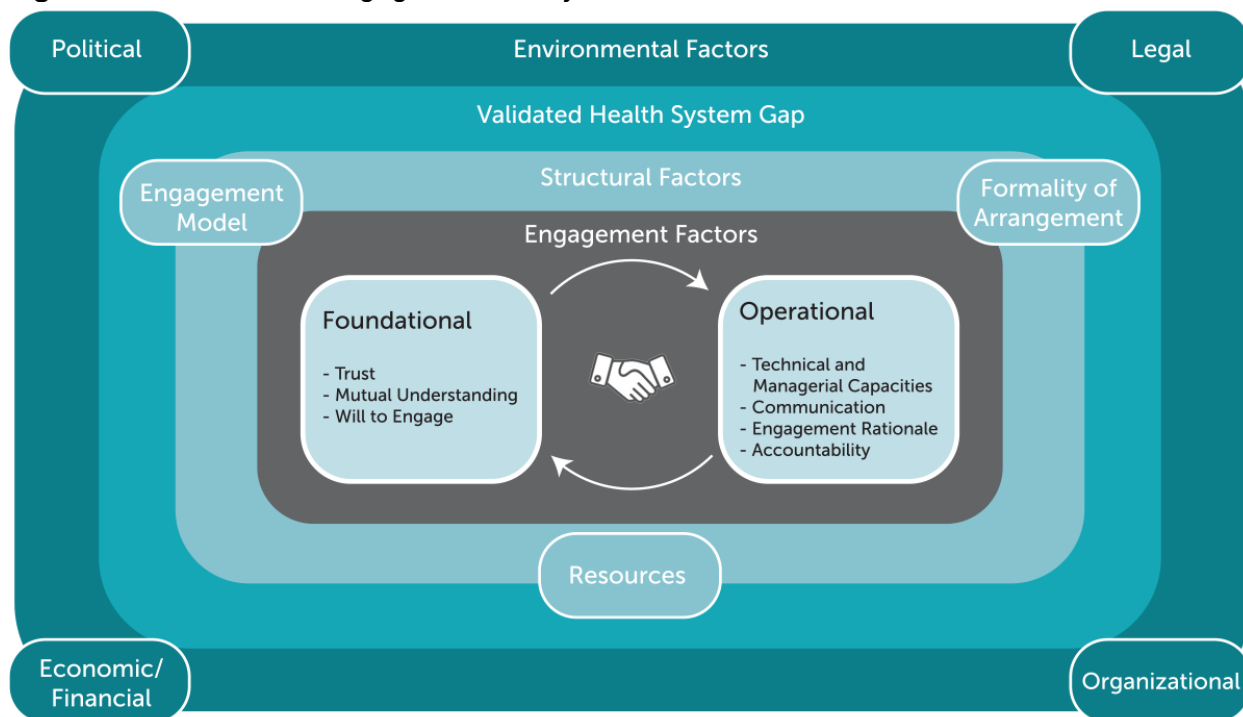 Political
Environmental Factors
Legal
Validated Health System Gap
Engagement
Model
Structural Factors
Formality of
Arrangement
Engagement Factors
Foundational
- Trust
- Mutual Understanding
- Will to Engage
Operational
- Technical and
Managerial Capacities
- Communication
- Engagement Rationale
- Accountability
Resources
Economic/
Financial
Organizational